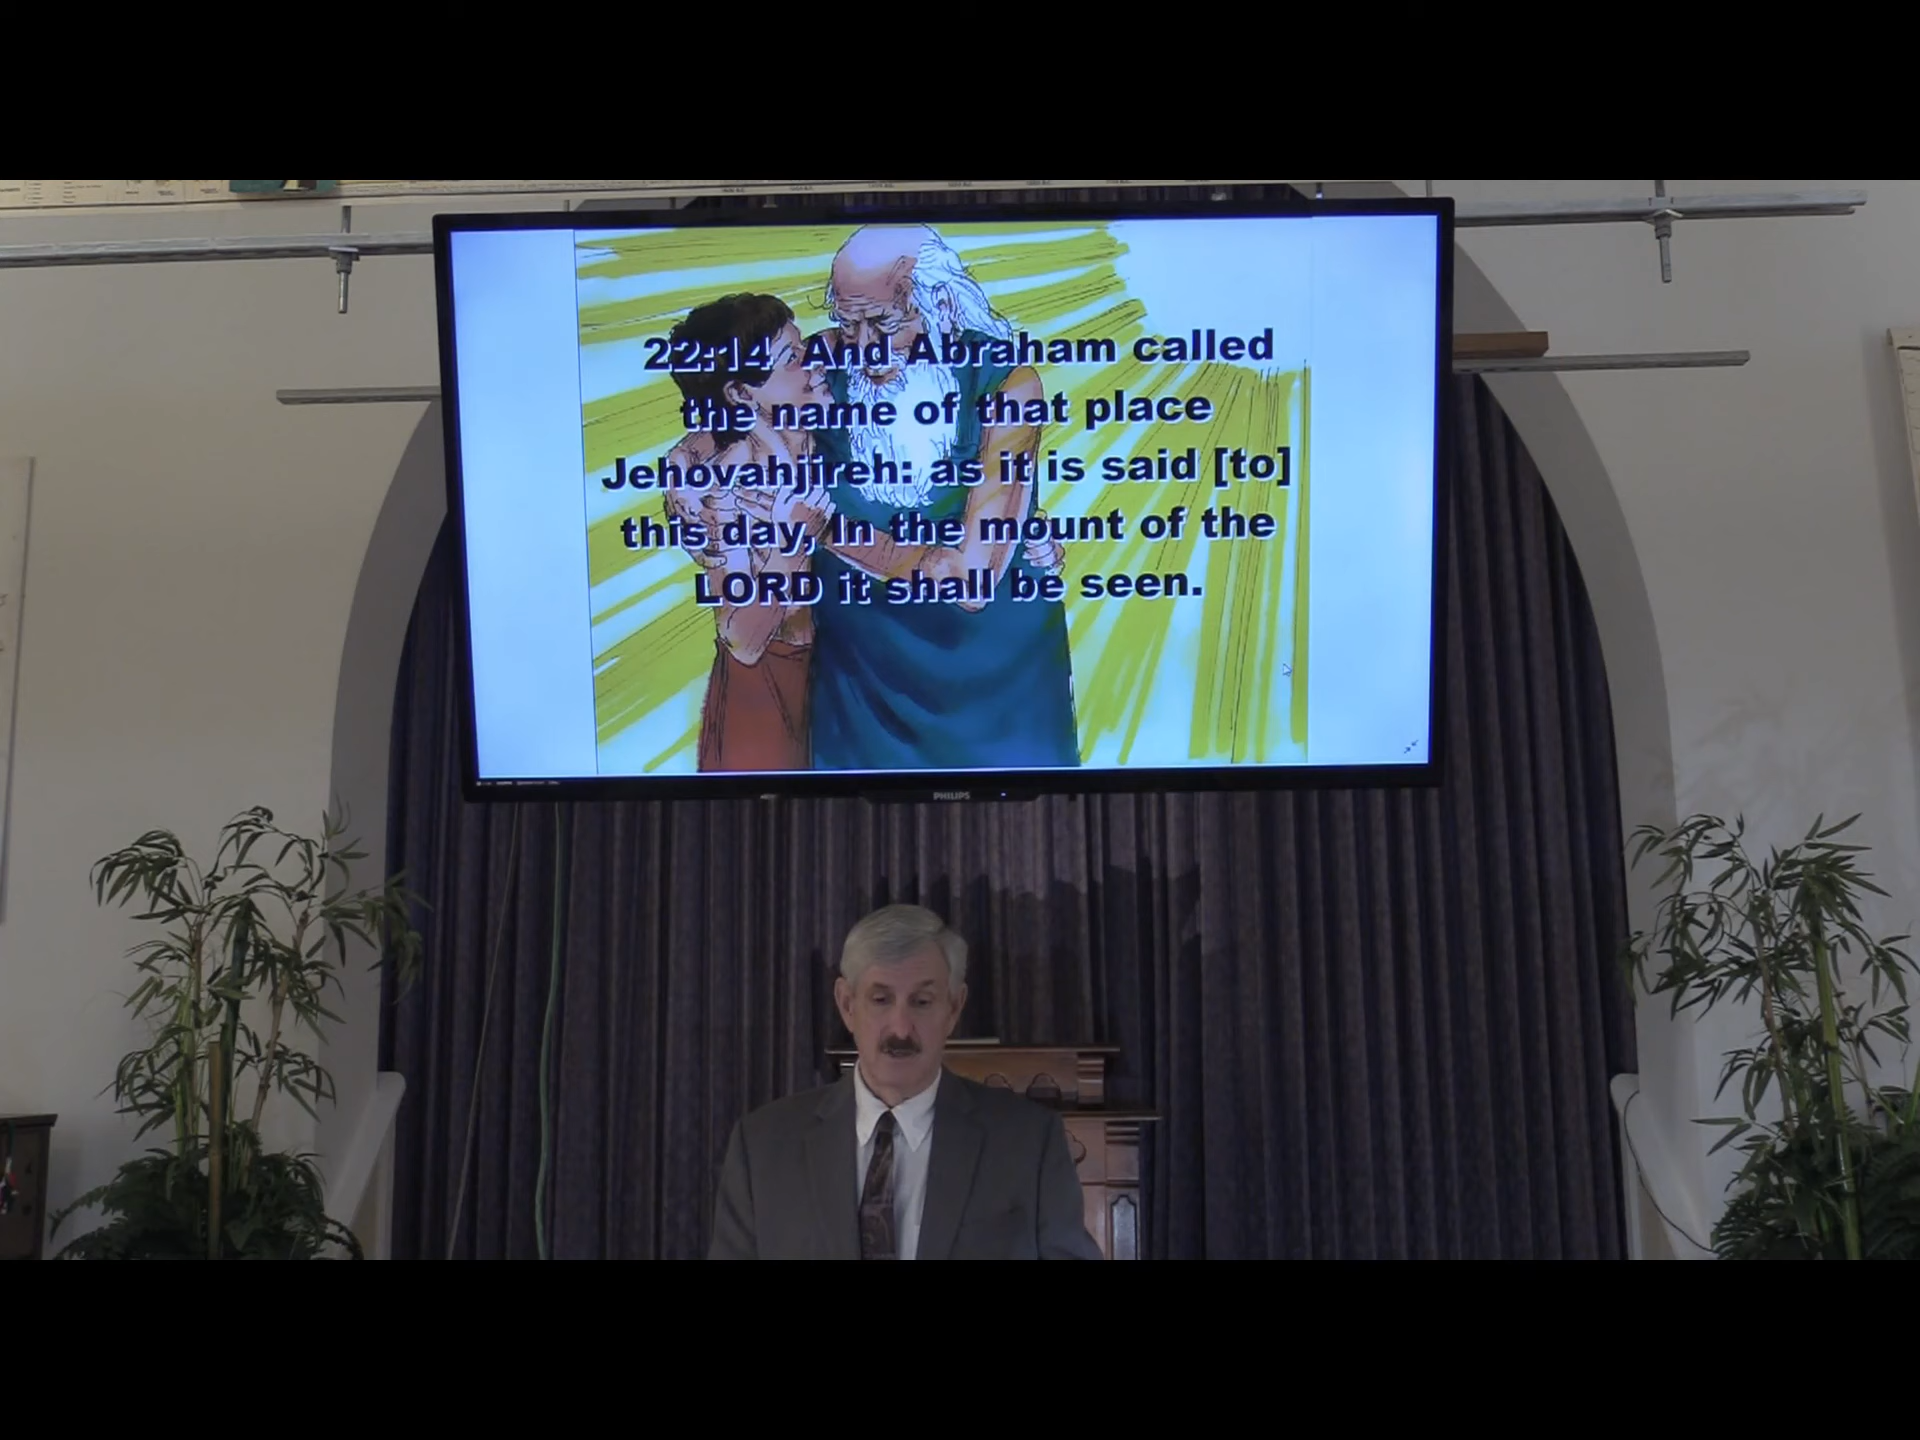 22:14 And Abraham called
the name of that place
Jehovahjireh: as it is said [to]
this day, In the mount of the
LORD it shall be seen.
PHILIPS